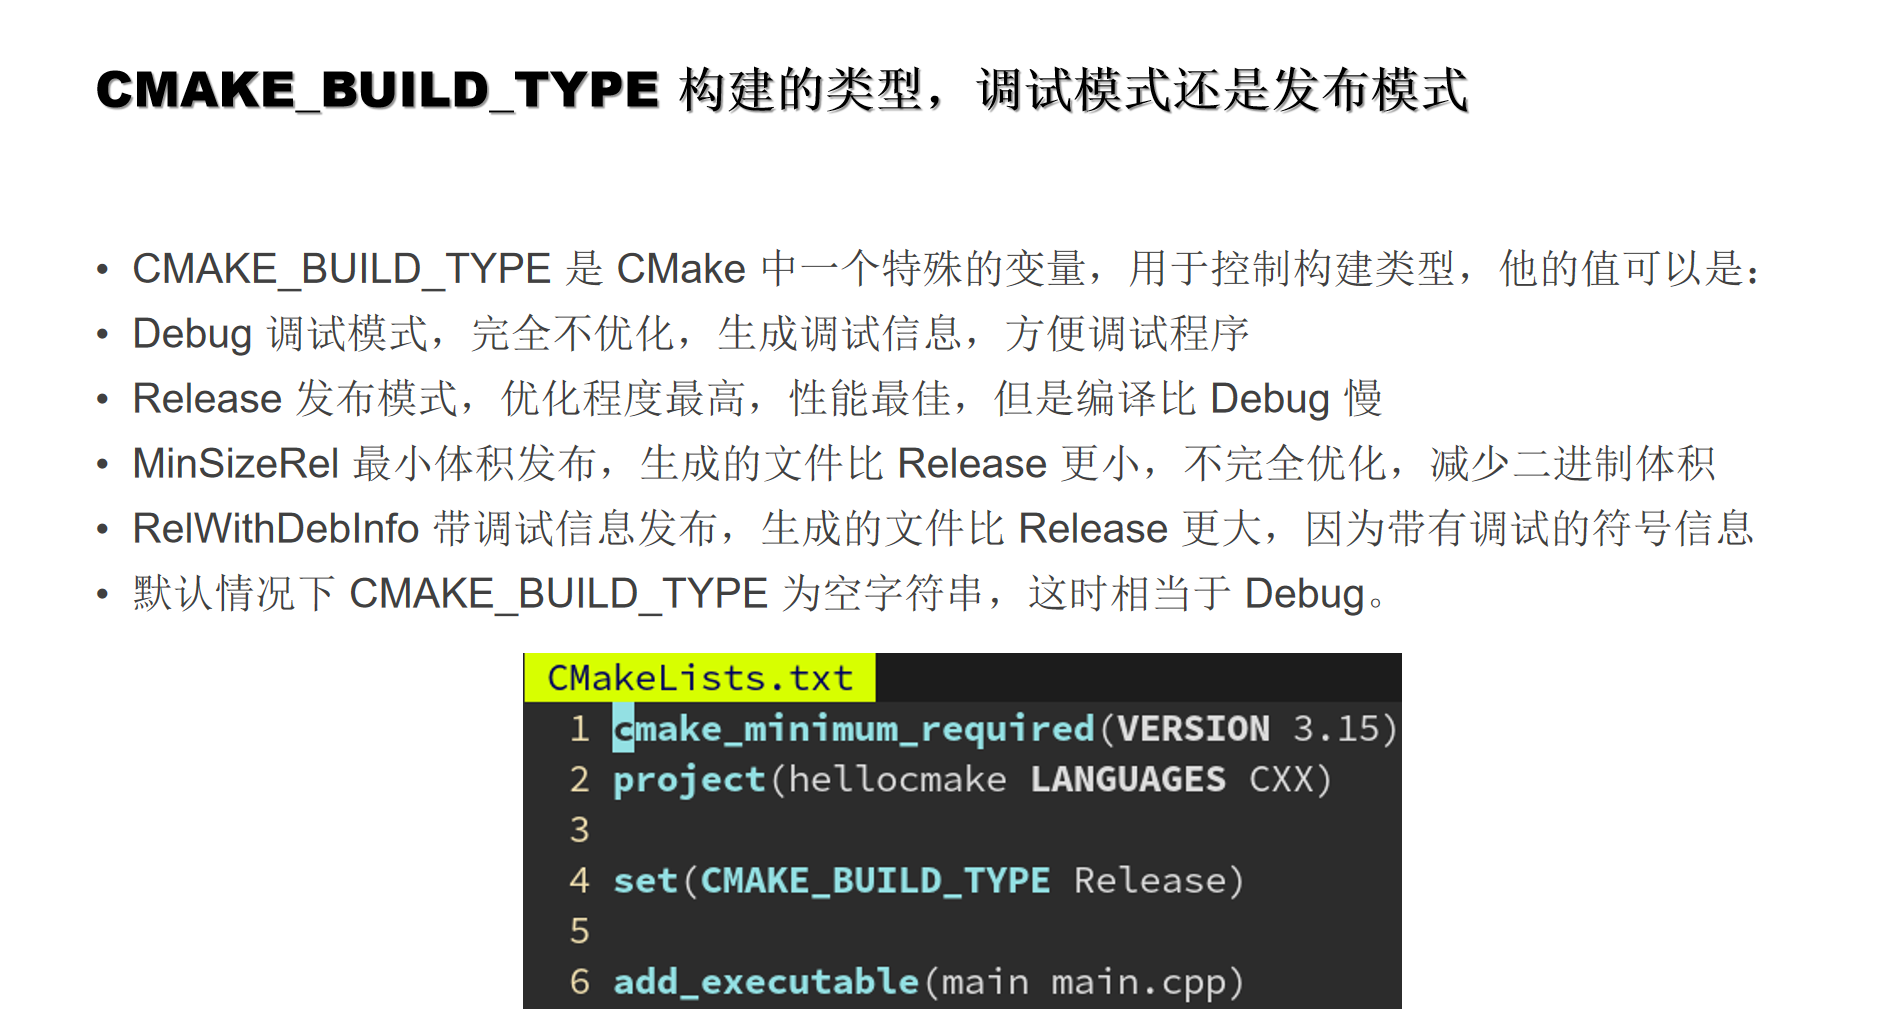 CMAKE_BUILD_TYPE 构建的类型，调试模式还是发布模式
• CMAKE_BUILD_TYPE 是 CMake 中一个特殊的变量，用于控制构建类型，他的值可以是：
• Debug 调试模式，完全不优化，生成调试信息，方便调试程序
• Release 发布模式，优化程度最高，性能最佳，但是编译比 Debug 慢
• MinSizeRel 最小体积发布，生成的文件比 Release 更小，不完全优化，减少二进制体积
• RelWithDebInfo 带调试信息发布，生成的文件比 Release 更大，因为带有调试的符号信息
• 默认情况下 CMAKE_BUILD_TYPE 为空字符串，这时相当于 Debug。
CMakeLists.txt
1 cmake_minimum_required(VERSION 3.15)
2 project(hellocmake LANGUAGES CXX)
3
4 set(CMAKE_BUILD_TYPE Release)
5
6 add_executable(main main.cpp)